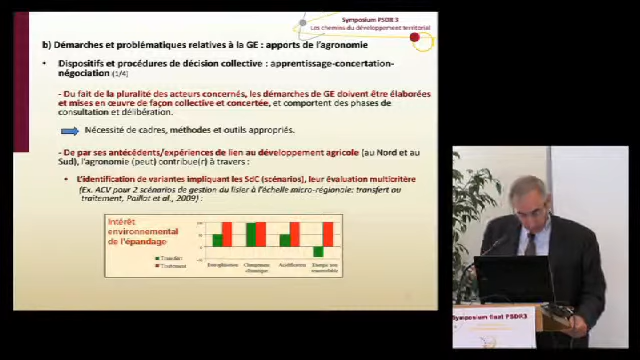 Symposium PSDR 3
Les chemins du développement territorial
b) Démarches et problématiques relatives à la GE : apports de l'agronomie
• Dispositifs et procédures de décision collective : apprentissage-concertation-
négociation (1/4)
- Du fait de la pluralité des acteurs concernés, les démarches de GE doivent être élaborées
et mises en œuvre de façon collective et concertée, et comportent des phases de
consultation et délibération.
Nécessité de cadres, méthodes et outils appropriés.
- De par ses antécédents/expériences de lien au développement agricole (au Nord et au
Sud), l'agronomie (peut) contribue(r) à travers :
• L'identification de variantes impliquant les SdC (scénarios), leur évaluation multicritère
(Ex. ACV pour 2 scénarios de gestion du lisier à l'échelle micro-régionale: transfert ou
traitement, Paillat et al., 2009) :
Intérêt
environnemental
de l'épandage
Transfert
Traitement
Eutrophisation
Changement
climatique
Acidification
Energie non
renouvelable
Symposium final PSDR3